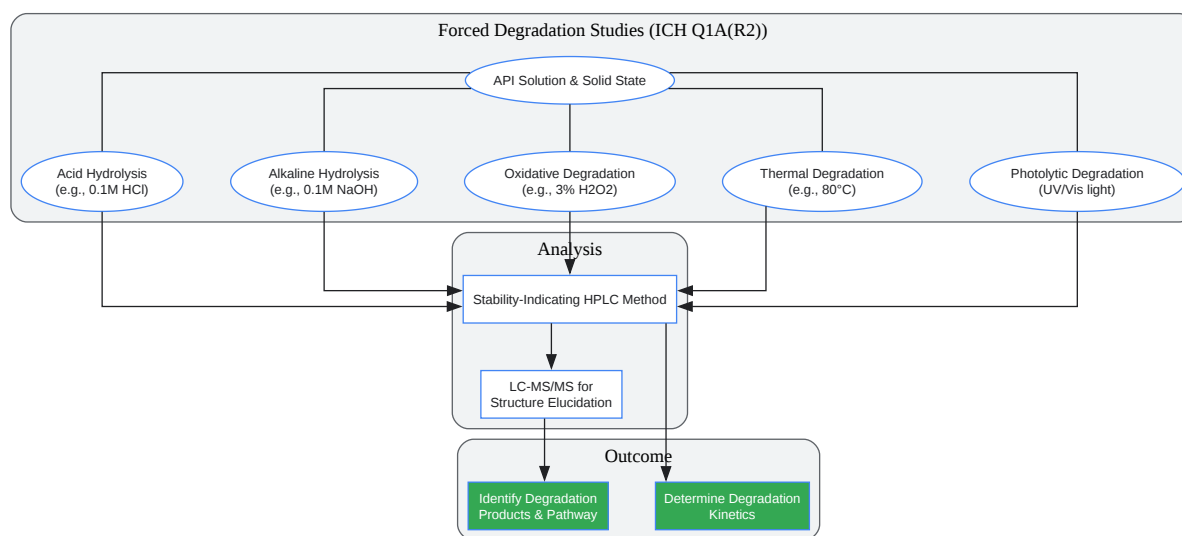 Forced Degradation Studies (ICH Q1A(R2))
API Solution & Solid State
Acid Hydrolysis
(e.g., 0.1M HCl)
Alkaline Hydrolysis
(e.g., 0.1M NaOH)
Oxidative Degradation
(e.g., 3% H2O2)
Thermal Degradation
(e.g., 80°C)
Photolytic Degradation
(UV/Vis light)
Analysis
Stability-Indicating HPLC Method
LC-MS/MS for
Structure Elucidation
Outcome
Identify Degradation
Products & Pathway
Determine Degradation
Kinetics